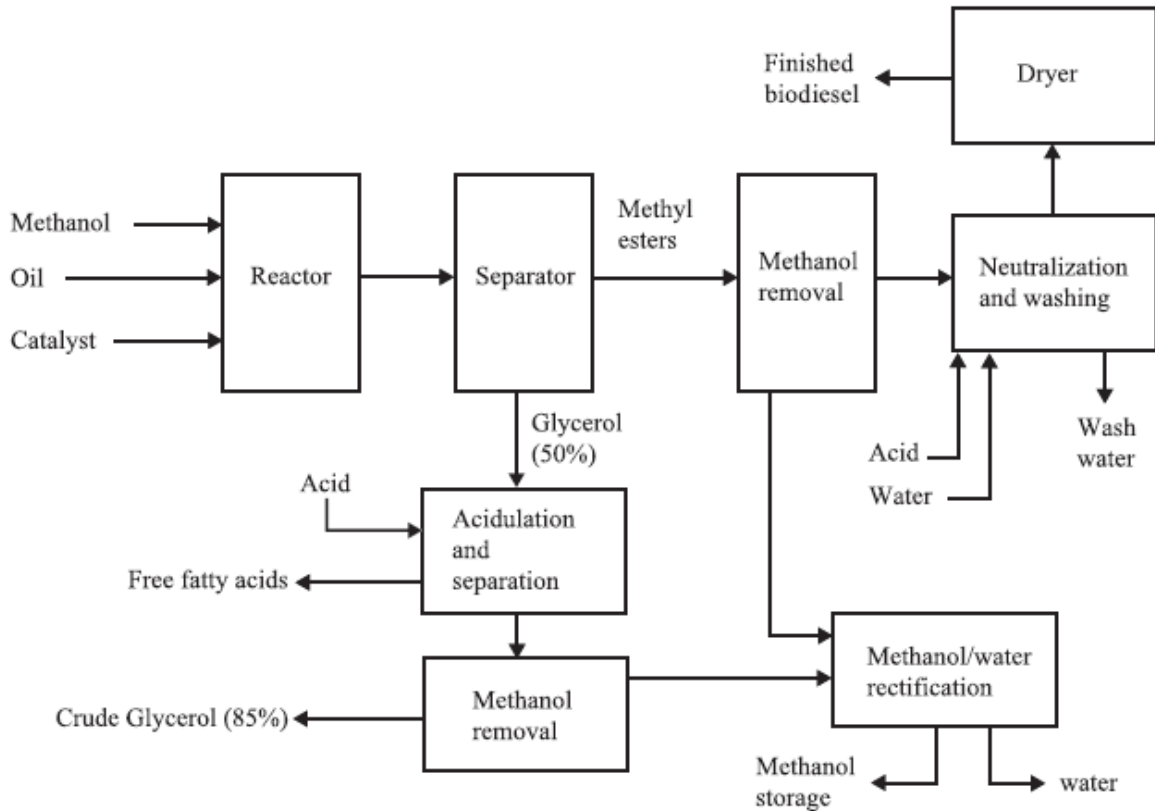 Finished
biodiesel
Dryer
Methanol
Oil
Catalyst
Reactor
Separator
Methyl
esters
Methanol
removal
Neutralization
and washing
Glycerol
(50%)
Acid
Water
Wash
water
Acid
Acidulation
and
separation
Free fatty acids
Methanol
removal
Crude Glycerol (85%)
Methanol/water
rectification
Methanol
storage
water